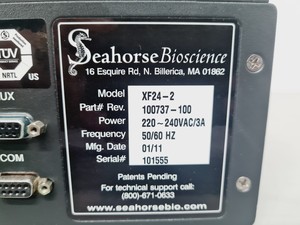 Seahorse Bioscience
16 Esquire Rd, N. Billerica, MA 01862
TUV
NRTL US
Model XF24-2
Part# Rev. 100737-100
Power 220~240VAC/3A
Frequency 50/60 HZ
Mfg. Date 01/11
Serial# 101555
UX
COM
Patents Pending
For technical support call:
(800)-671-0633
www.seahorsebio.com